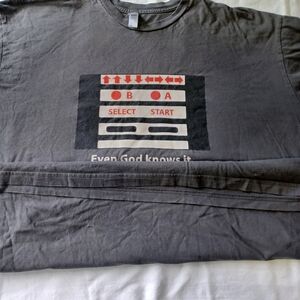 ↑↑↓↓←→←→
B A
SELECT START
Even God knows it